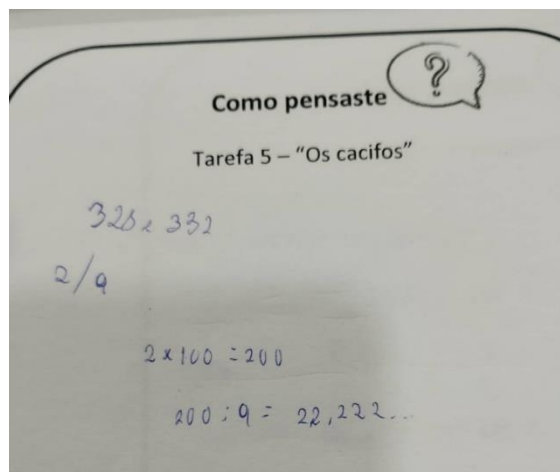 ?
Como pensaste
Tarefa 5 – “Os cacifos”
328 e 332
2/9
2 x 100 = 200
200 : 9 = 22,222...